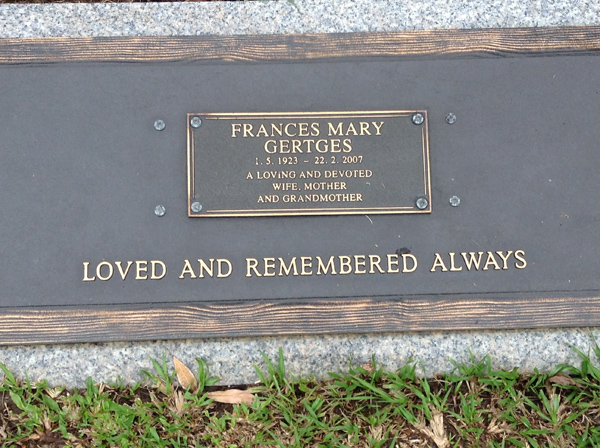 FRANCES MARY
GERTGES
1. 5. 1923 – 22. 2. 2007
A LOVING AND DEVOTED
WIFE, MOTHER
AND GRANDMOTHER
LOVED AND REMEMBERED ALWAYS